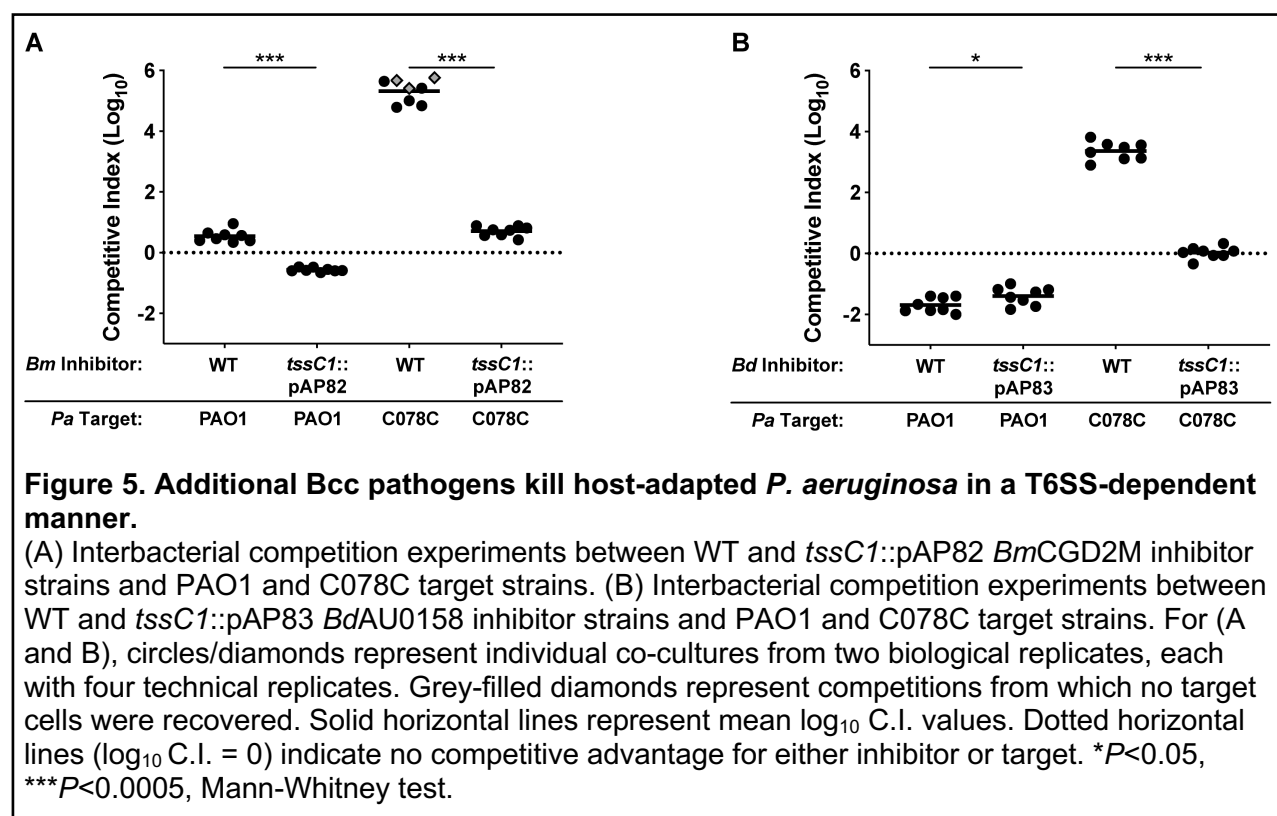 A
B
***
***
*
***
6
4
2
0
-2
Competitive Index (Log10)
6
4
2
0
-2
Competitive Index (Log10)
Bm Inhibitor: WT tssC1:: WT tssC1::
pAP82 pAP82
Pa Target: PAO1 PAO1 C078C C078C
Bd Inhibitor: WT tssC1:: WT tssC1::
pAP83 pAP83
Pa Target: PAO1 PAO1 C078C C078C
Figure 5. Additional Bcc pathogens kill host-adapted P. aeruginosa in a T6SS-dependent
manner.
(A) Interbacterial competition experiments between WT and tssC1::pAP82 BmCGD2M inhibitor
strains and PAO1 and C078C target strains. (B) Interbacterial competition experiments between
WT and tssC1::pAP83 BdAU0158 inhibitor strains and PAO1 and C078C target strains. For (A
and B), circles/diamonds represent individual co-cultures from two biological replicates, each
with four technical replicates. Grey-filled diamonds represent competitions from which no target
cells were recovered. Solid horizontal lines represent mean log10 C.I. values. Dotted horizontal
lines (log10 C.I. = 0) indicate no competitive advantage for either inhibitor or target. *P<0.05,
***P<0.0005, Mann-Whitney test.